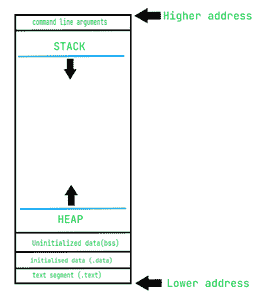 command line arguments
Higher address
STACK
HEAP
Uninitialized data(bss)
initialised data (.data)
text segment (.text)
Lower address